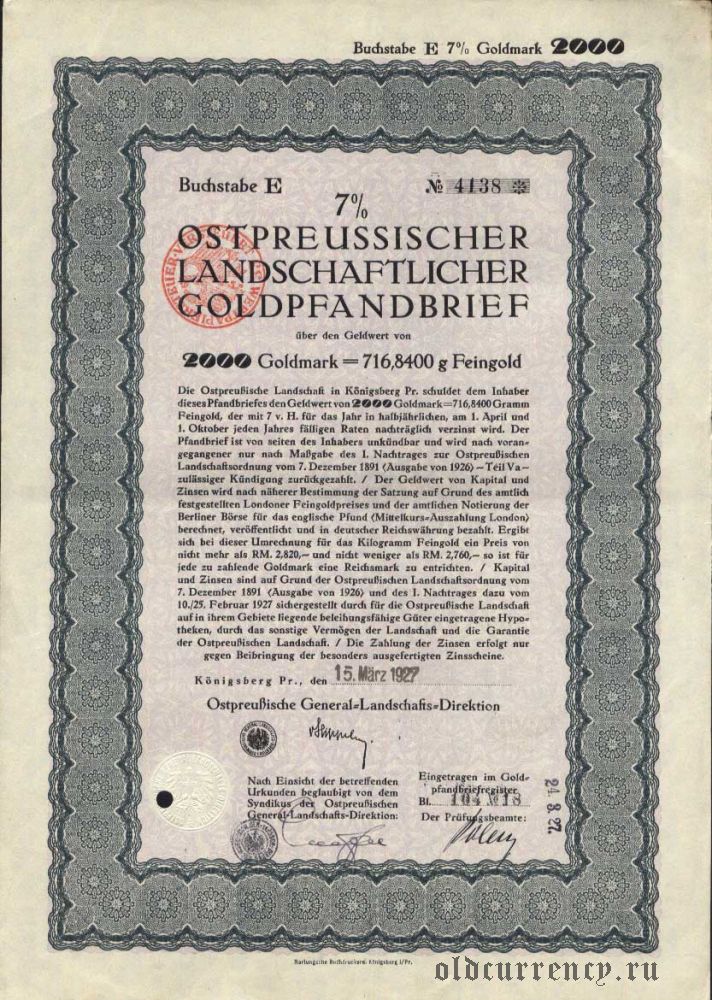 Buchstabe E 7% Goldmark 2000
Buchstabe E
№ 4138
7%
OSTPREUSSISCHER
LANDSCHAFTLICHER
GOLDPFANDBRIEF
über den Geldwert von
2000 Goldmark = 716,8400 g Feingold
Die Ostpreußische Landschaft in Königsberg Pr. schuldet dem Inhaber
dieses Pfandbriefes den Geldwert von 2000 Goldmark=716,8400 Gramm
Feingold, der mit 7 v. H. für das Jahr in halbjährlichen, am 1. April und
1. Oktober jeden Jahres fälligen Raten nachträglich verzinst wird. Der
Pfandbrief ist von seiten des Inhabers unkündbar und wird nach voran-
gegangener nur nach Maßgabe des I. Nachtrages zur Ostpreußischen
Landschaftsordnung vom 7. Dezember 1891 (Ausgabe von 1926) – Teil Va –
zulässiger Kündigung zurückgezahlt. / Der Geldwert von Kapital und
Zinsen wird nach näherer Bestimmung der Satzung auf Grund des amtlich
festgestellten Londoner Feingoldpreises und der amtlichen Notierung der
Berliner Börse für das englische Pfund (Mittelkurs-Auszahlung London)
berechnet, veröffentlicht und in deutscher Reichswährung bezahlt. Ergibt
sich bei dieser Umrechnung für das Kilogramm Feingold ein Preis von
nicht mehr als RM. 2,820,– und nicht weniger als RM. 2,760,– so ist für
jede zu zahlende Goldmark eine Reichsmark zu entrichten. / Kapital
und Zinsen sind auf Grund der Ostpreußischen Landschaftsordnung vom
7. Dezember 1891 (Ausgabe von 1926) und des I. Nachtrages dazu vom
10./25. Februar 1927 sichergestellt durch für die Ostpreußische Landschaft
auf in ihrem Gebiete liegende beleihungsfähige Güter eingetragene Hypo-
theken, durch das sonstige Vermögen der Landschaft und die Garantie
der Ostpreußischen Landschaft. / Die Zahlung der Zinsen erfolgt nur
gegen Beibringung der besonders ausgefertigten Zinsscheine.
Königsberg Pr., den 15. März 1927
Ostpreußische General-Landschafts-Direktion
Nach Einsicht der betreffenden
Urkunden beglaubigt von dem
Syndikus der Ostpreußischen
General-Landschafts-Direktion:
Eingetragen im Gold-
pfandbriefregister
Bl. 104 № 18
Der Prüfungsbeamte:
24. 8. 27.
Hartungsche Buchdruckerei Königsberg i/Pr.
oldcurrency.ru